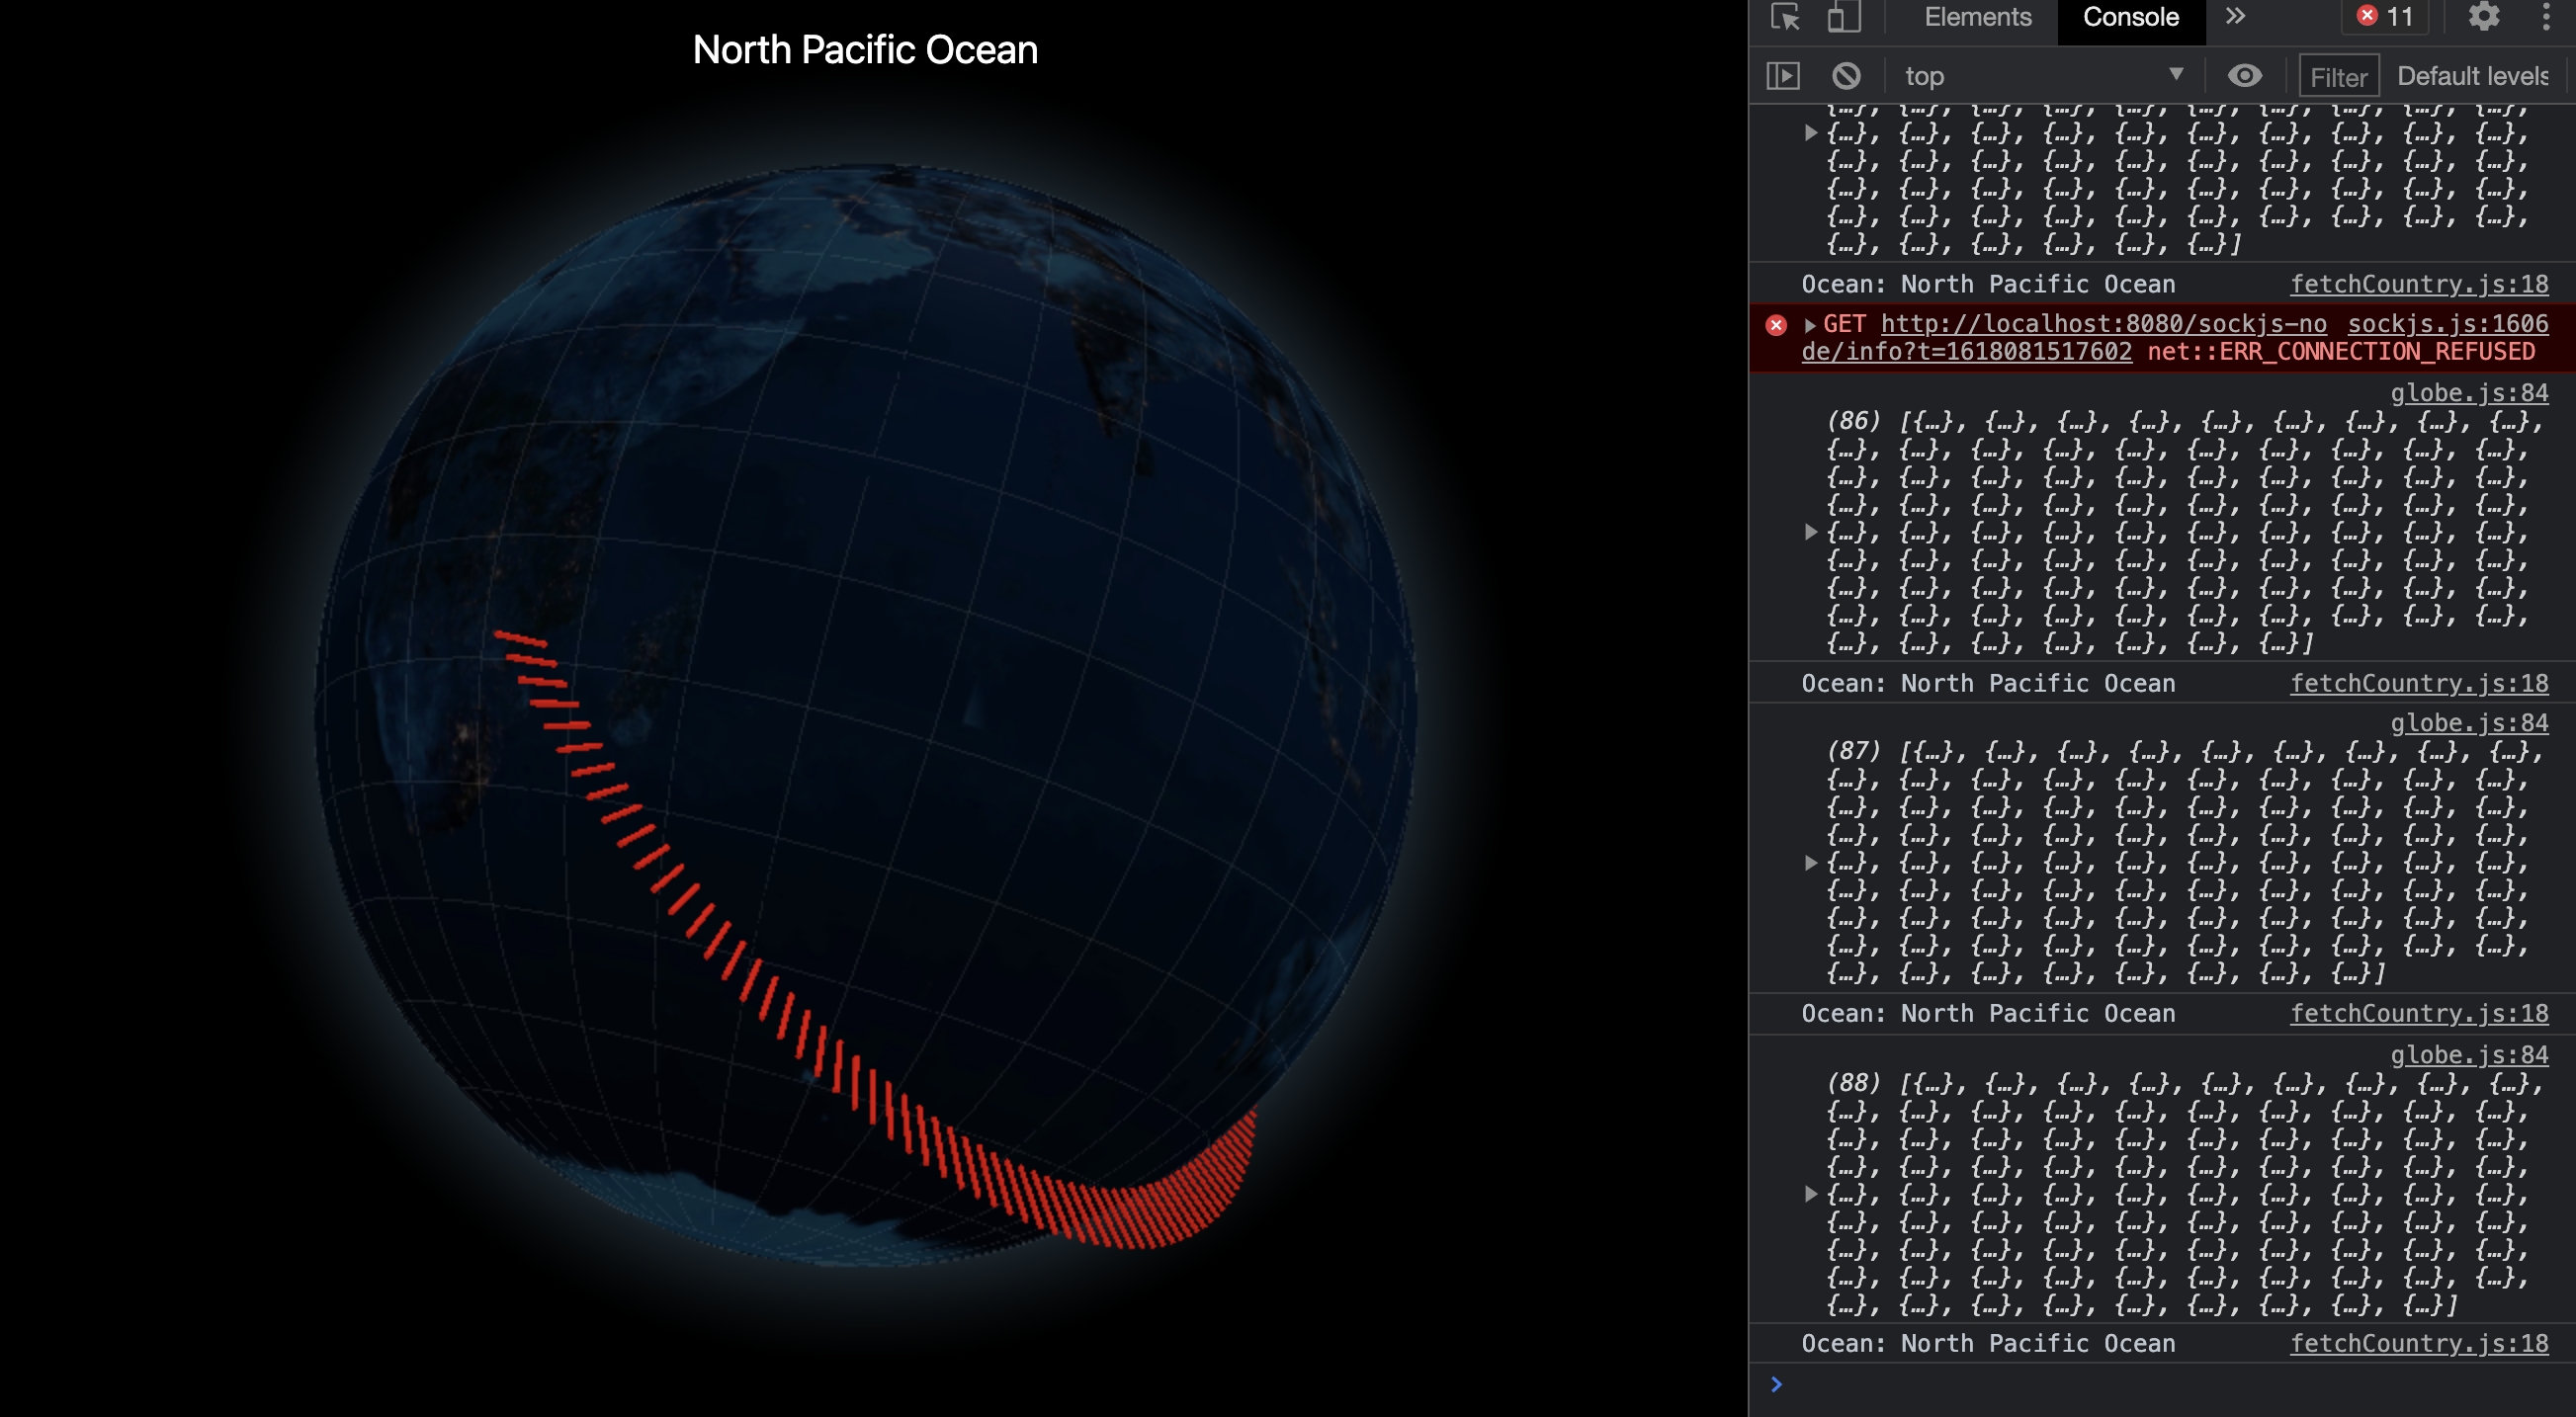 North Pacific Ocean
Elements Console » 11
top Filter Default levels
{…}, {…}, {…}, {…}, {…}, {…}, {…}, {…}, {…}, {…},
{…}, {…}, {…}, {…}, {…}, {…}, {…}, {…}, {…}, {…},
{…}, {…}, {…}, {…}, {…}, {…}, {…}, {…}, {…}, {…},
{…}, {…}, {…}, {…}, {…}, {…}, {…}, {…}, {…}, {…},
{…}, {…}, {…}, {…}, {…}, {…}, {…}, {…}, {…}, {…},
{…}, {…}, {…}, {…}, {…}, {…}]
Ocean: North Pacific Ocean fetchCountry.js:18
GET http://localhost:8080/sockjs-no sockjs.js:1606
de/info?t=1618081517602 net::ERR_CONNECTION_REFUSED
globe.js:84
(86) [{…}, {…}, {…}, {…}, {…}, {…}, {…}, {…}, {…},
{…}, {…}, {…}, {…}, {…}, {…}, {…}, {…}, {…}, {…},
{…}, {…}, {…}, {…}, {…}, {…}, {…}, {…}, {…}, {…},
{…}, {…}, {…}, {…}, {…}, {…}, {…}, {…}, {…}, {…},
{…}, {…}, {…}, {…}, {…}, {…}, {…}, {…}, {…}, {…},
{…}, {…}, {…}, {…}, {…}, {…}, {…}, {…}, {…}, {…},
{…}, {…}, {…}, {…}, {…}, {…}, {…}, {…}, {…}, {…},
{…}, {…}, {…}, {…}, {…}, {…}, {…}, {…}, {…}, {…},
{…}, {…}, {…}, {…}, {…}, {…}, {…}]
Ocean: North Pacific Ocean fetchCountry.js:18
globe.js:84
(87) [{…}, {…}, {…}, {…}, {…}, {…}, {…}, {…}, {…},
{…}, {…}, {…}, {…}, {…}, {…}, {…}, {…}, {…}, {…},
{…}, {…}, {…}, {…}, {…}, {…}, {…}, {…}, {…}, {…},
{…}, {…}, {…}, {…}, {…}, {…}, {…}, {…}, {…}, {…},
{…}, {…}, {…}, {…}, {…}, {…}, {…}, {…}, {…}, {…},
{…}, {…}, {…}, {…}, {…}, {…}, {…}, {…}, {…}, {…},
{…}, {…}, {…}, {…}, {…}, {…}, {…}, {…}, {…}, {…},
{…}, {…}, {…}, {…}, {…}, {…}, {…}, {…}, {…}, {…},
{…}, {…}, {…}, {…}, {…}, {…}, {…}, {…}]
Ocean: North Pacific Ocean fetchCountry.js:18
globe.js:84
(88) [{…}, {…}, {…}, {…}, {…}, {…}, {…}, {…}, {…},
{…}, {…}, {…}, {…}, {…}, {…}, {…}, {…}, {…}, {…},
{…}, {…}, {…}, {…}, {…}, {…}, {…}, {…}, {…}, {…},
{…}, {…}, {…}, {…}, {…}, {…}, {…}, {…}, {…}, {…},
{…}, {…}, {…}, {…}, {…}, {…}, {…}, {…}, {…}, {…},
{…}, {…}, {…}, {…}, {…}, {…}, {…}, {…}, {…}, {…},
{…}, {…}, {…}, {…}, {…}, {…}, {…}, {…}, {…}, {…},
{…}, {…}, {…}, {…}, {…}, {…}, {…}, {…}, {…}, {…},
{…}, {…}, {…}, {…}, {…}, {…}, {…}, {…}, {…}]
Ocean: North Pacific Ocean fetchCountry.js:18